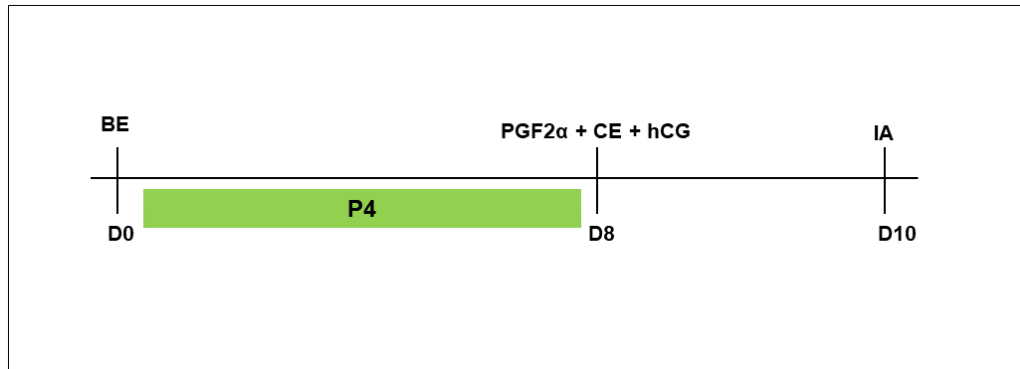 BE
PGF2α + CE + hCG
IA
P4
D0
D8
D10